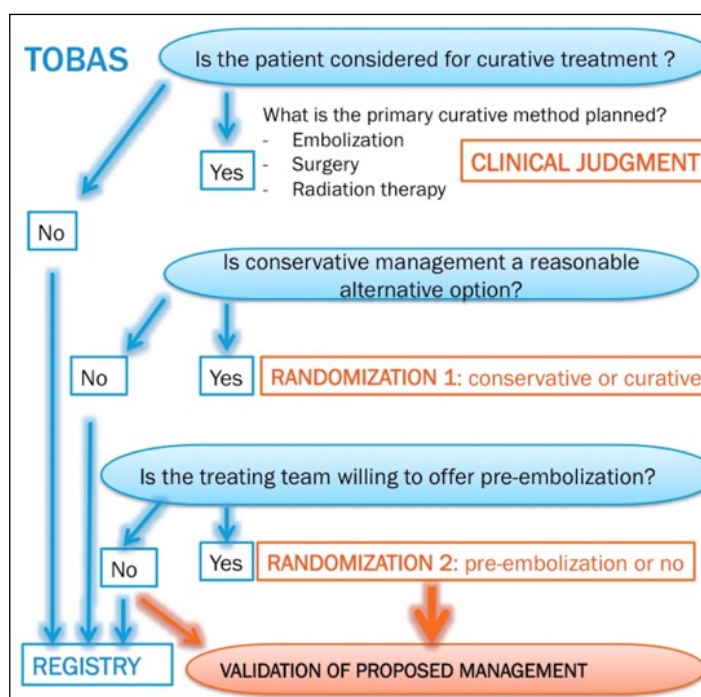 TOBAS
Is the patient considered for curative treatment ?
What is the primary curative method planned?
- Embolization
- Surgery
- Radiation therapy
Yes
CLINICAL JUDGMENT
No
Is conservative management a reasonable
alternative option?
No
Yes
RANDOMIZATION 1: conservative or curative
Is the treating team willing to offer pre-embolization?
No
Yes
RANDOMIZATION 2: pre-embolization or no
REGISTRY
VALIDATION OF PROPOSED MANAGEMENT